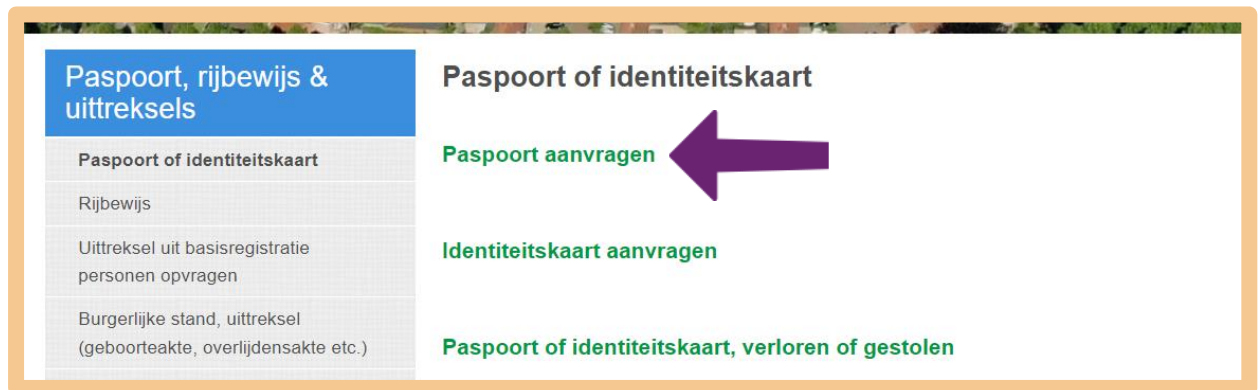 Paspoort, rijbewijs &
uittreksels
Paspoort of identiteitskaart
Rijbewijs
Uittreksel uit basisregistratie
personen opvragen
Burgerlijke stand, uittreksel
(geboorteakte, overlijdensakte etc.)
Paspoort of identiteitskaart
Paspoort aanvragen
Identiteitskaart aanvragen
Paspoort of identiteitskaart, verloren of gestolen